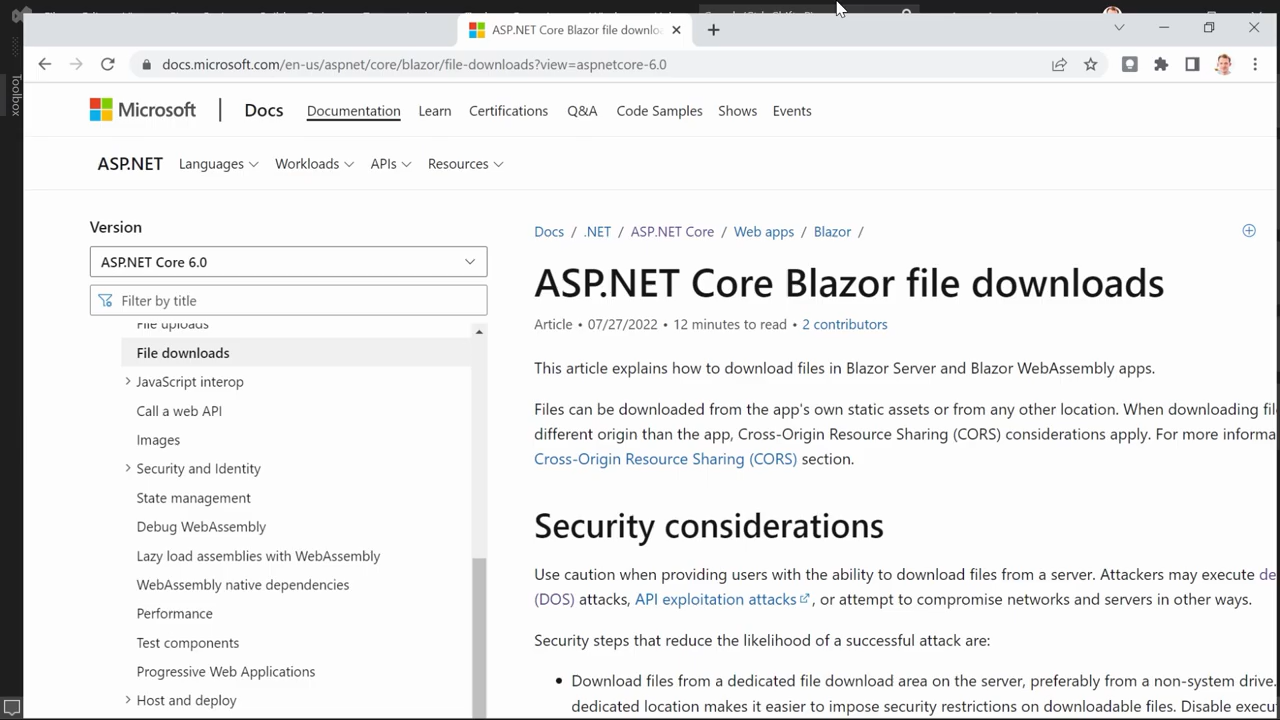 ASP.NET Core Blazor file downlo
docs.microsoft.com/en-us/aspnet/core/blazor/file-downloads?view=aspnetcore-6.0
Toolbox
Microsoft Docs Documentation Learn Certifications Q&A Code Samples Shows Events
ASP.NET Languages Workloads APIs Resources
Version
ASP.NET Core 6.0
Filter by title
File uploads
File downloads
JavaScript interop
Call a web API
Images
Security and Identity
State management
Debug WebAssembly
Lazy load assemblies with WebAssembly
WebAssembly native dependencies
Performance
Test components
Progressive Web Applications
Host and deploy
Docs / .NET / ASP.NET Core / Web apps / Blazor /
ASP.NET Core Blazor file downloads
Article • 07/27/2022 • 12 minutes to read • 2 contributors
This article explains how to download files in Blazor Server and Blazor WebAssembly apps.
Files can be downloaded from the app's own static assets or from any other location. When downloading fil
different origin than the app, Cross-Origin Resource Sharing (CORS) considerations apply. For more informa
Cross-Origin Resource Sharing (CORS) section.
Security considerations
Use caution when providing users with the ability to download files from a server. Attackers may execute de
(DOS) attacks, API exploitation attacks, or attempt to compromise networks and servers in other ways.
Security steps that reduce the likelihood of a successful attack are:
• Download files from a dedicated file download area on the server, preferably from a non-system drive.
dedicated location makes it easier to impose security restrictions on downloadable files. Disable execu